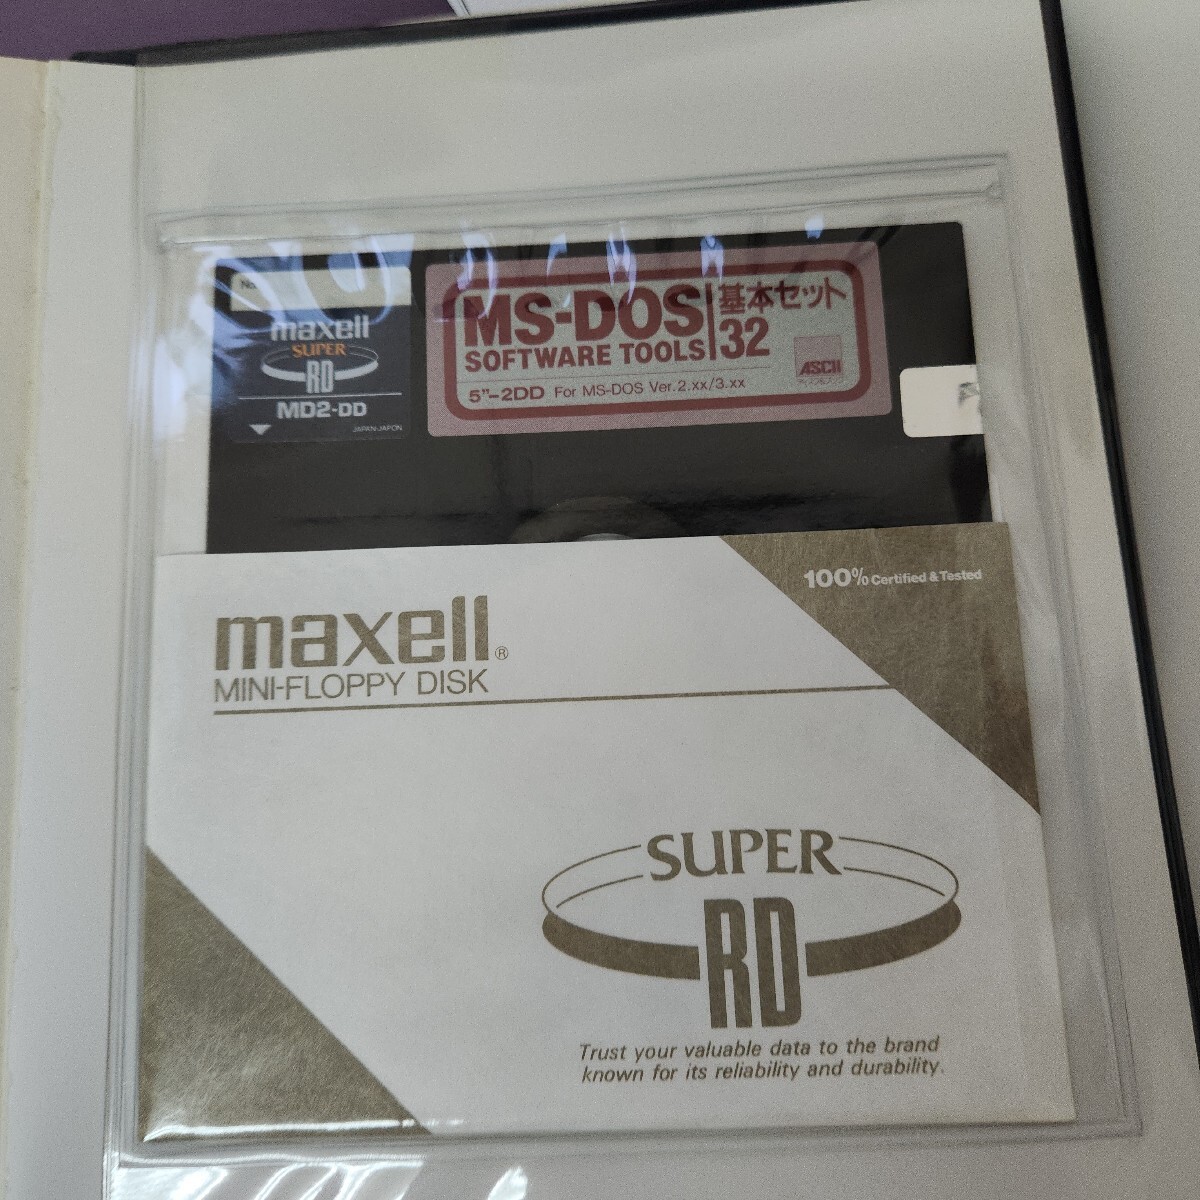 No.
maxell
SUPER
RD
MD2-DD
JAPAN-JAPON
MS-DOS
SOFTWARE TOOLS
基本セット
32
5"-2DD For MS-DOS Ver.2.xx/3.xx
ASCII
maxell®
MINI-FLOPPY DISK
100% Certified & Tested
SUPER
RD
Trust your valuable data to the brand
known for its reliability and durability.